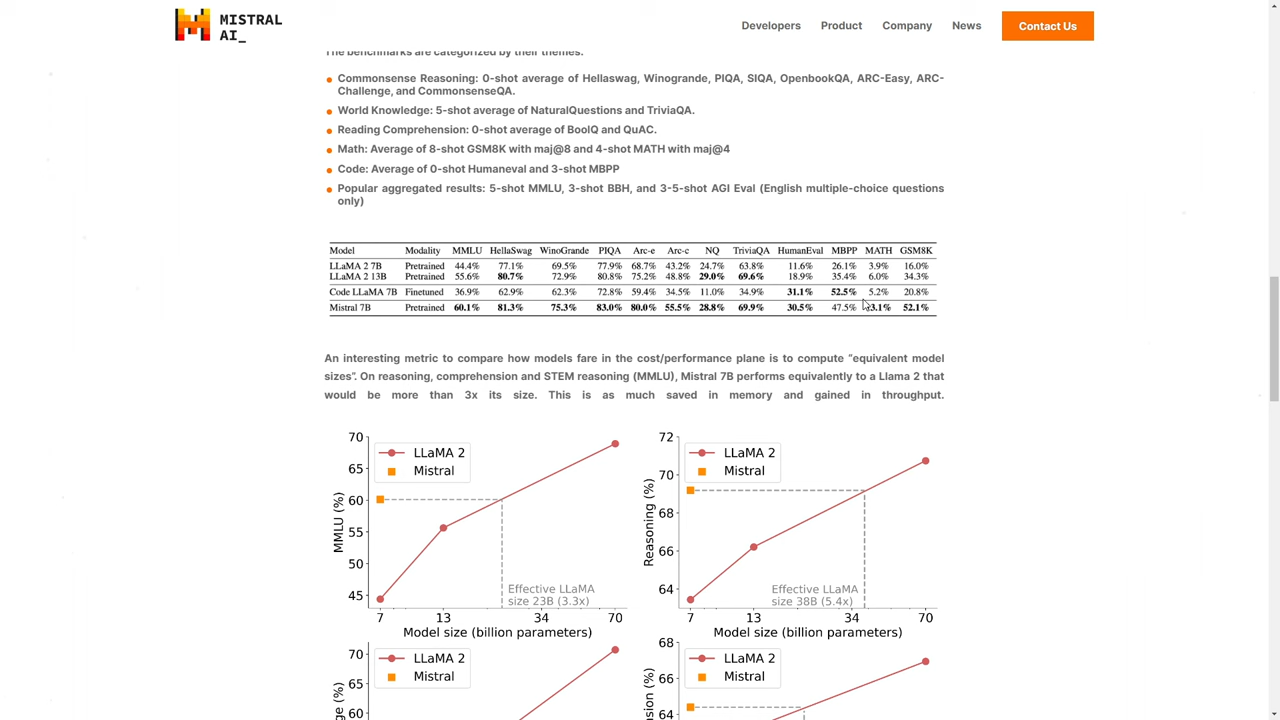 MISTRAL
AI_
Developers
Product
Company
News
Contact Us
The benchmarks are categorized by their themes:
Commonsense Reasoning: 0-shot average of Hellaswag, Winogrande, PIQA, SIQA, OpenbookQA, ARC-Easy, ARC-
Challenge, and CommonsenseQA.
World Knowledge: 5-shot average of NaturalQuestions and TriviaQA.
Reading Comprehension: 0-shot average of BoolQ and QuAC.
Math: Average of 8-shot GSM8K with maj@8 and 4-shot MATH with maj@4
Code: Average of 0-shot Humaneval and 3-shot MBPP
Popular aggregated results: 5-shot MMLU, 3-shot BBH, and 3-5-shot AGI Eval (English multiple-choice questions
only)
Model Modality MMLU HellaSwag WinoGrande PIQA Arc-e Arc-c NQ TriviaQA HumanEval MBPP MATH GSM8K
LLaMA 2 7B Pretrained 44.4% 77.1% 69.5% 77.9% 68.7% 43.2% 24.7% 63.8% 11.6% 26.1% 3.9% 16.0%
LLaMA 2 13B Pretrained 55.6% 80.7% 72.9% 80.8% 75.2% 48.8% 29.0% 69.6% 18.9% 35.4% 6.0% 34.3%
Code LLaMA 7B Finetuned 36.9% 62.9% 62.3% 72.8% 59.4% 34.5% 11.0% 34.9% 31.1% 52.5% 5.2% 20.8%
Mistral 7B Pretrained 60.1% 81.3% 75.3% 83.0% 80.0% 55.5% 28.8% 69.9% 30.5% 47.5% 52.1%
An interesting metric to compare how models fare in the cost/performance plane is to compute “equivalent model
sizes”. On reasoning, comprehension and STEM reasoning (MMLU), Mistral 7B performs equivalently to a Llama 2 that
would be more than 3x its size. This is as much saved in memory and gained in throughput.
70
65
60
55
50
45
MMLU (%)
LLaMA 2
Mistral
Effective LLaMA
size 23B (3.3x)
7 13 34 70
Model size (billion parameters)
72
70
68
66
64
Reasoning (%)
LLaMA 2
Mistral
Effective LLaMA
size 38B (5.4x)
7 13 34 70
Model size (billion parameters)
70
65
(%)
LLaMA 2
Mistral
68
66
64
(%)
LLaMA 2
Mistral